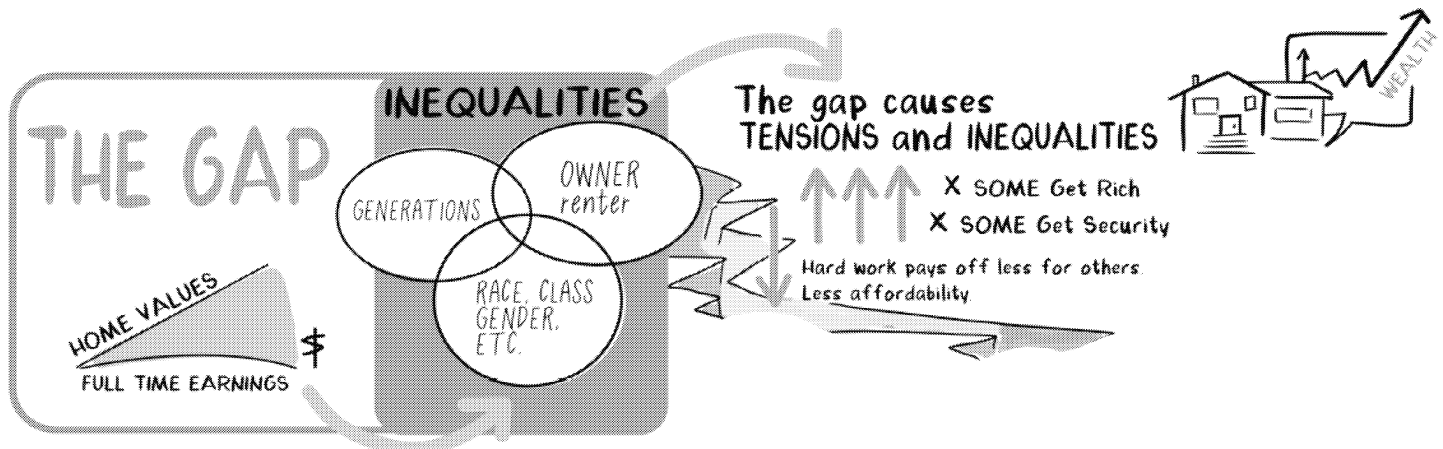 THE GAP
HOME VALUES
$
FULL TIME EARNINGS
INEQUALITIES
GENERATIONS
OWNER
renter
RACE, CLASS
GENDER,
ETC.
The gap causes
TENSIONS and INEQUALITIES
X SOME Get Rich
X SOME Get Security
Hard work pays off less for others.
Less affordability.
WEALTH